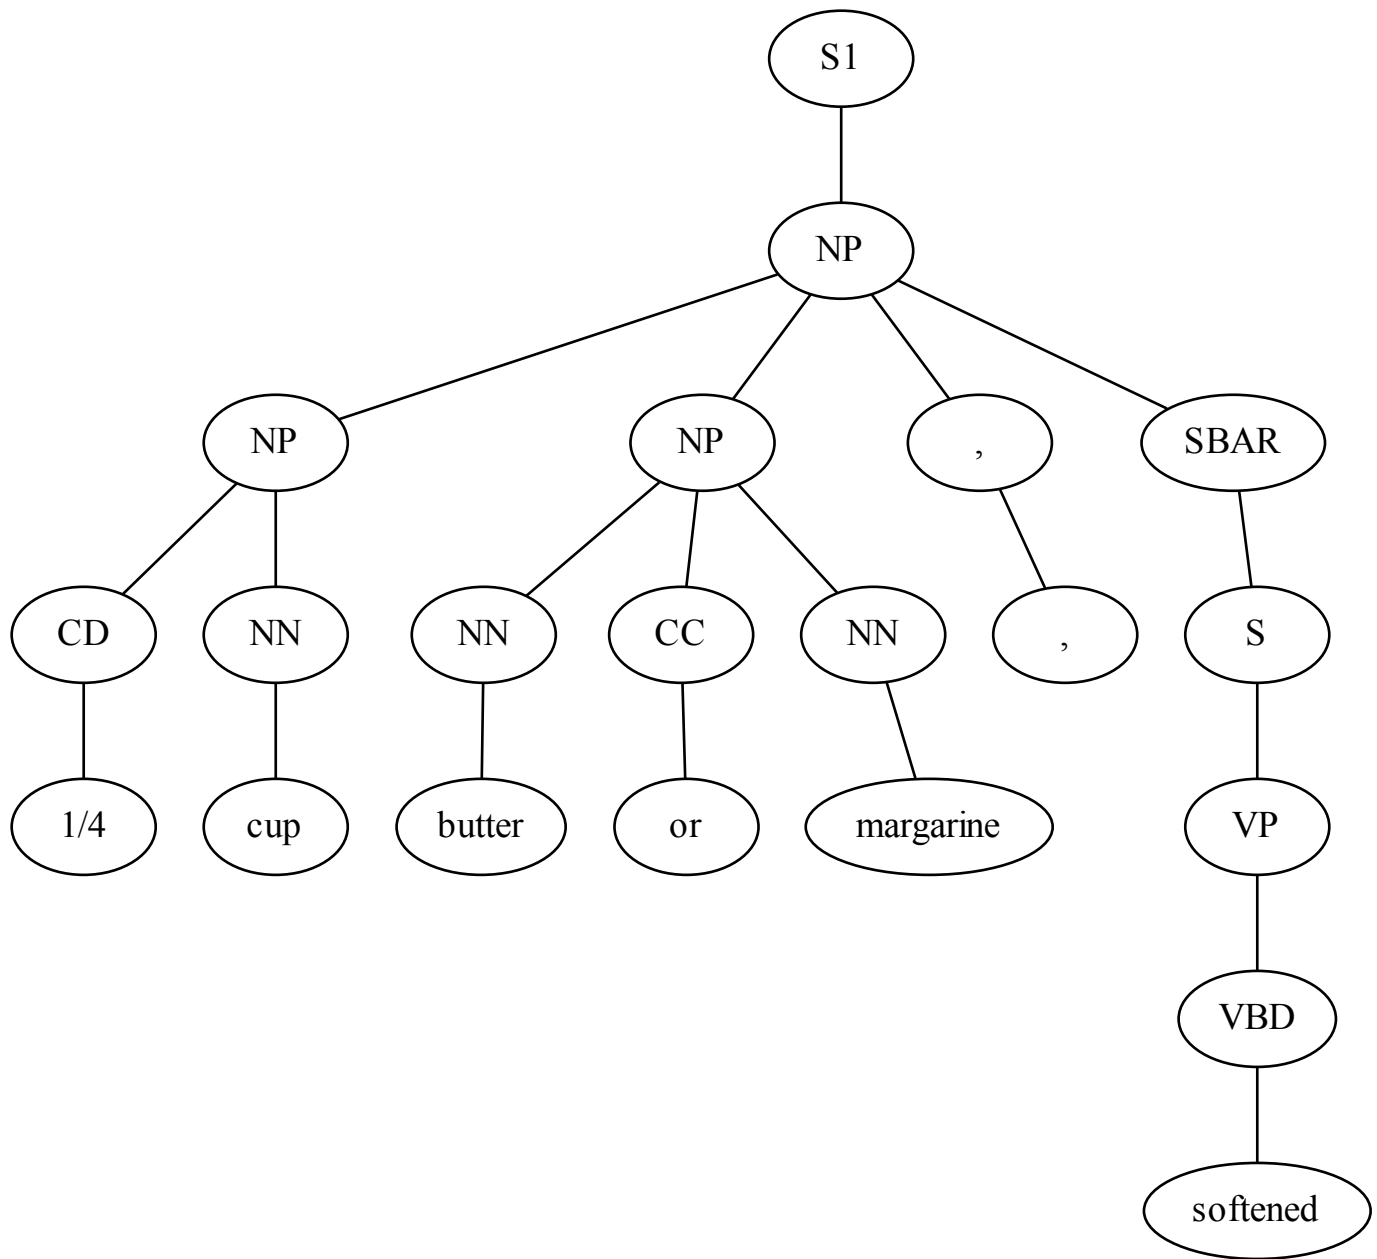 S1
NP
NP NP , SBAR
CD NN NN CC NN , S
1/4 cup butter or margarine VP
VBD
softened